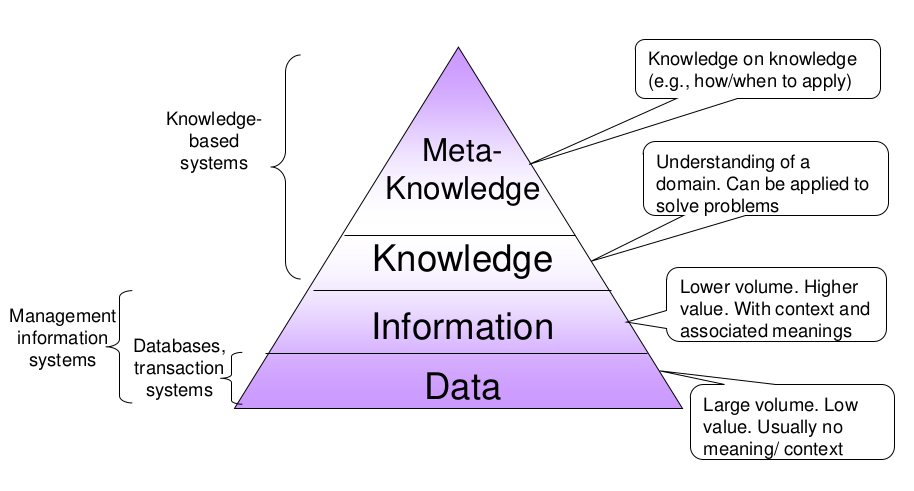 Knowledge-
based
systems
Management
information
systems
Databases,
transaction
systems
Meta-
Knowledge
Knowledge
Information
Data
Knowledge on knowledge
(e.g., how/when to apply)
Understanding of a
domain. Can be applied to
solve problems
Lower volume. Higher
value. With context and
associated meanings
Large volume. Low
value. Usually no
meaning/ context